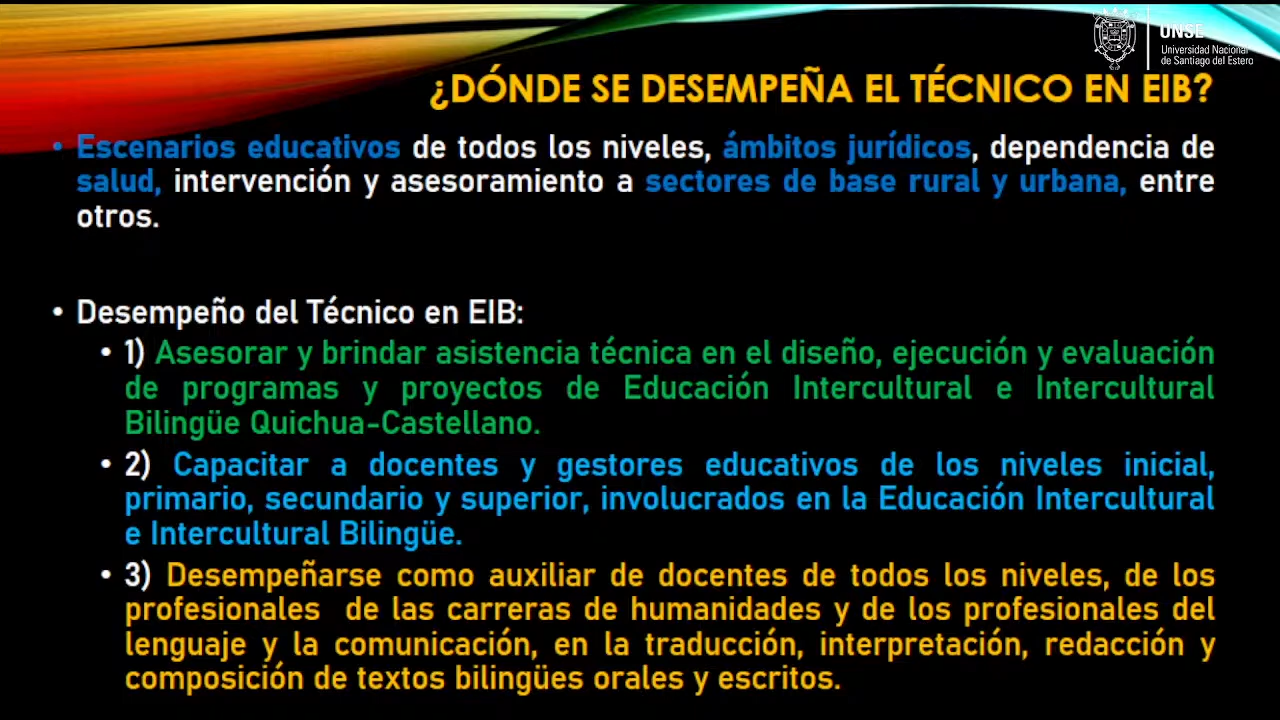 UNSE
Universidad Nacional
de Santiago del Estero
¿DÓNDE SE DESEMPEÑA EL TÉCNICO EN EIB?
• Escenarios educativos de todos los niveles, ámbitos jurídicos, dependencia de
salud, intervención y asesoramiento a sectores de base rural y urbana, entre
otros.
• Desempeño del Técnico en EIB:
• 1) Asesorar y brindar asistencia técnica en el diseño, ejecución y evaluación
de programas y proyectos de Educación Intercultural e Intercultural
Bilingüe Quichua-Castellano.
• 2) Capacitar a docentes y gestores educativos de los niveles inicial,
primario, secundario y superior, involucrados en la Educación Intercultural
e Intercultural Bilingüe.
• 3) Desempeñarse como auxiliar de docentes de todos los niveles, de los
profesionales de las carreras de humanidades y de los profesionales del
lenguaje y la comunicación, en la traducción, interpretación, redacción y
composición de textos bilingües orales y escritos.